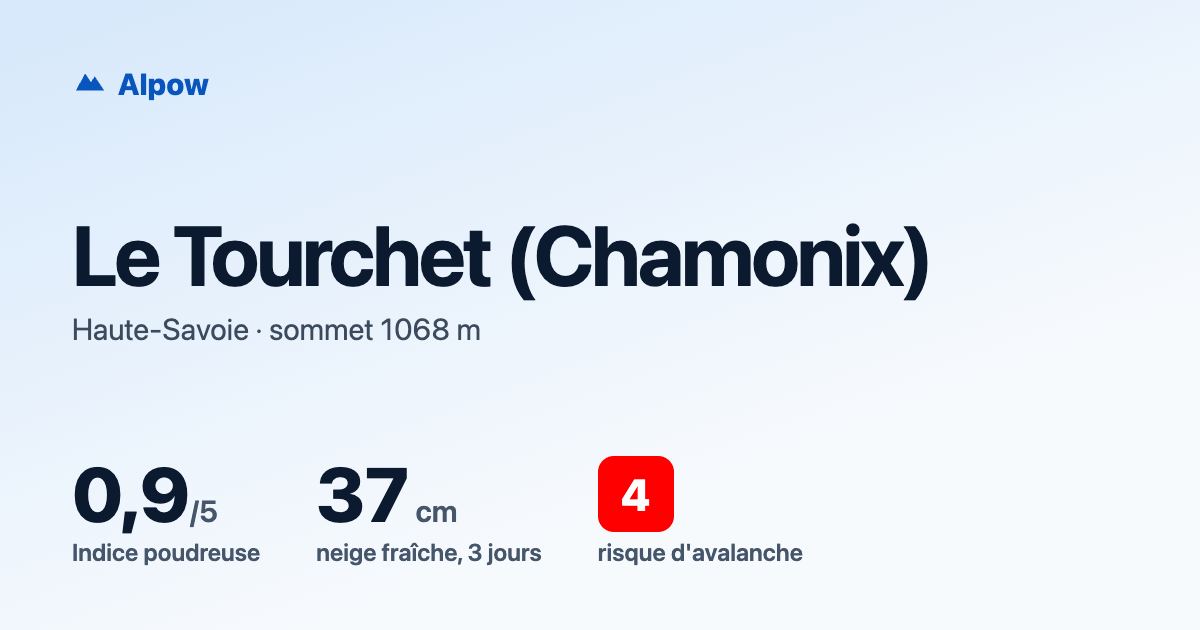 Alpow
Le Tourchet (Chamonix)
Haute-Savoie · sommet 1068 m
0,9/5
Indice poudreuse
37 cm
neige fraîche, 3 jours
4
risque d'avalanche